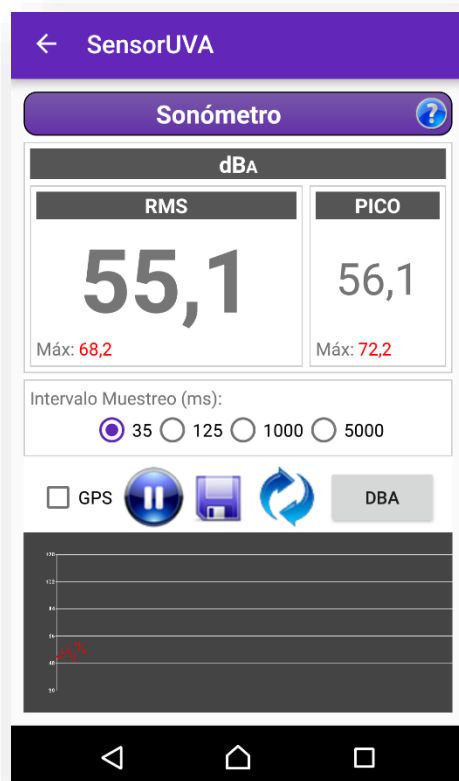 SensorUVA
Sonómetro
?
dBA
RMS
PICO
55,1
56,1
Máx: 68,2
Máx: 72,2
Intervalo Muestreo (ms):
35 125 1000 5000
GPS
DBA
120